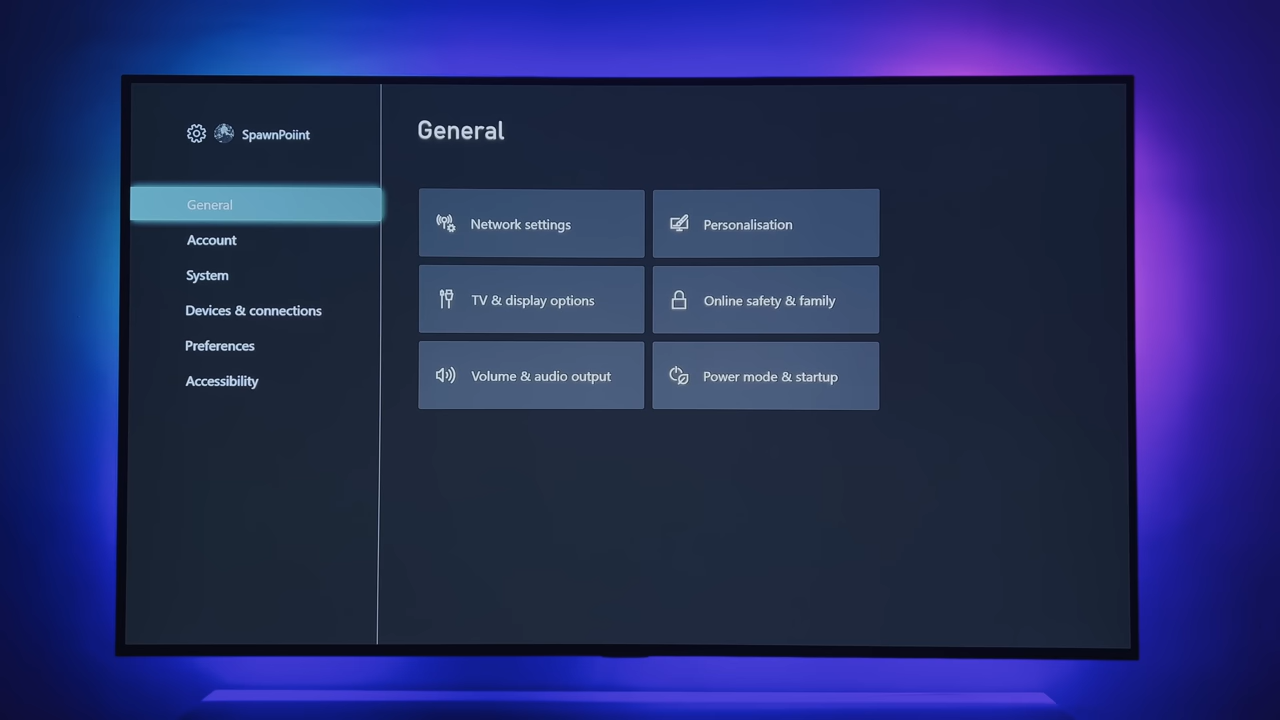 SpawnPoiint
General
Account
System
Devices & connections
Preferences
Accessibility
General
Network settings
Personalisation
TV & display options
Online safety & family
Volume & audio output
Power mode & startup